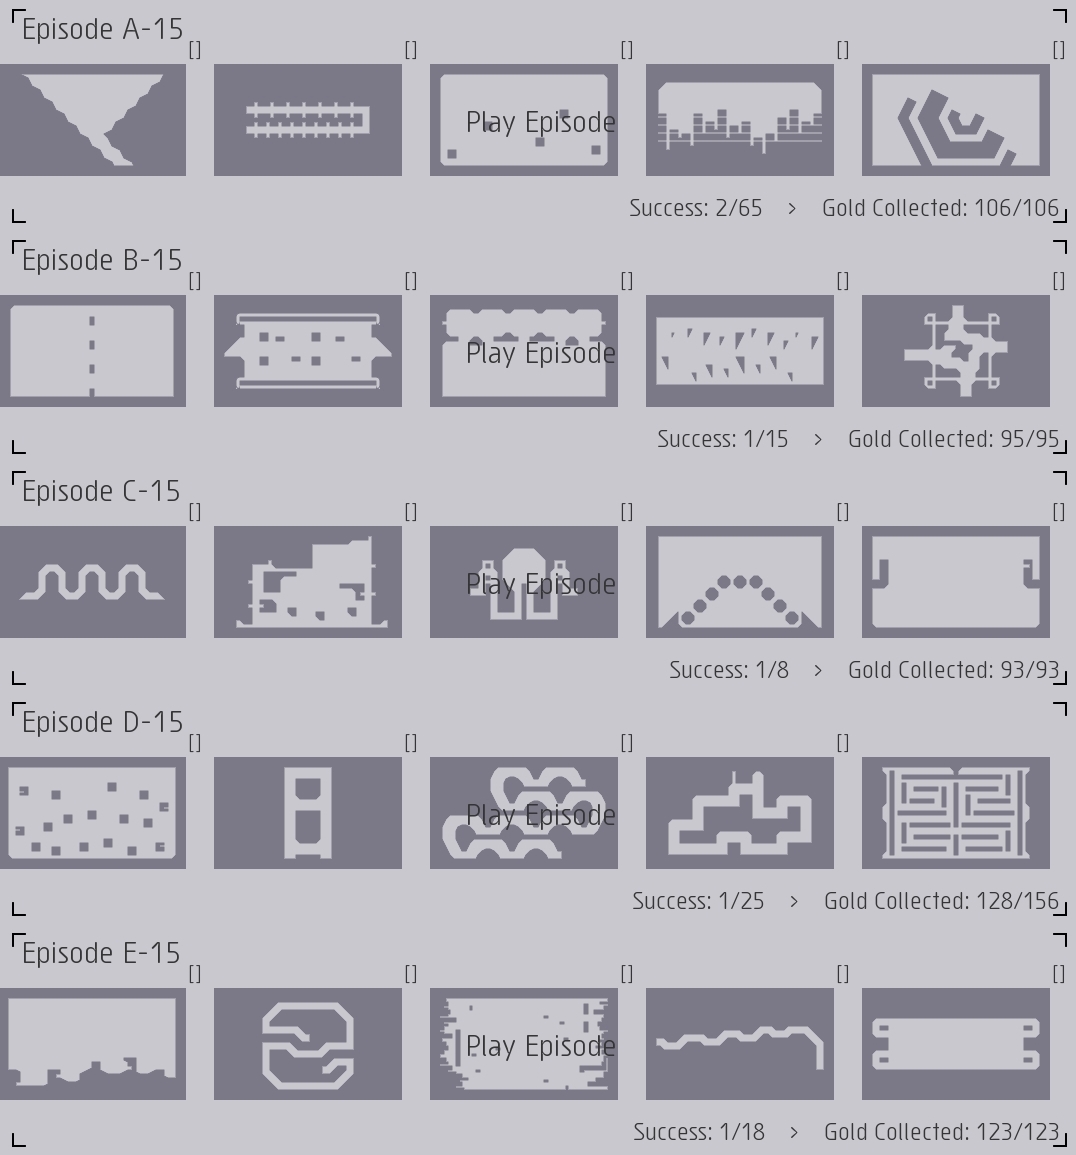 Episode A-15
[] [] [] [] []
Play Episode
Success: 2/65 > Gold Collected: 106/106
Episode B-15
[] [] [] [] []
Play Episode
Success: 1/15 > Gold Collected: 95/95
Episode C-15
[] [] [] [] []
Play Episode
Success: 1/8 > Gold Collected: 93/93
Episode D-15
[] [] [] []
Play Episode
Success: 1/25 > Gold Collected: 128/156
Episode E-15
[] [] [] [] []
Play Episode
Success: 1/18 > Gold Collected: 123/123